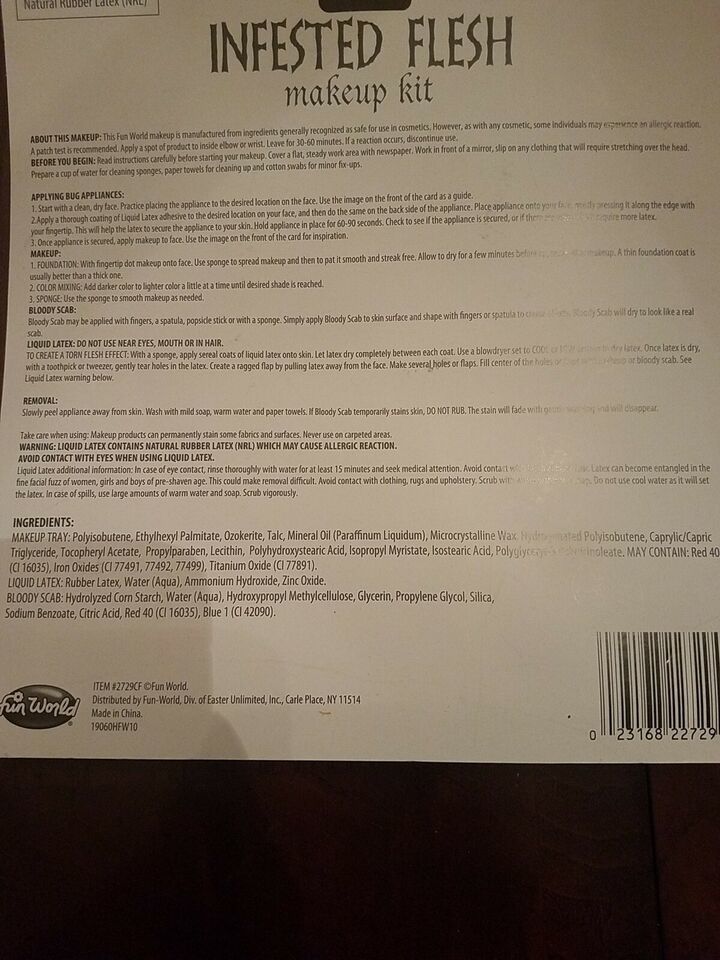 Natural Rubber Latex (NRL)
INFESTED FLESH
makeup kit
ABOUT THIS MAKEUP: This Fun World makeup is manufactured from ingredients generally recognized as safe for use in cosmetics. However, as with any cosmetic, some individuals may experience an allergic reaction.
A patch test is recommended. Apply a spot of product to inside elbow or wrist. Leave for 30-60 minutes. If a reaction occurs, discontinue use.
BEFORE YOU BEGIN: Read instructions carefully before starting your makeup. Cover a flat, steady work area with newspaper. Work in front of a mirror, slip on any clothing that will require stretching over the head.
Prepare a cup of water for cleaning sponges, paper towels for cleaning up and cotton swabs for minor fix-ups.
APPLYING BUG APPLIANCES:
1. Start with a clean, dry face. Practice placing the appliance to the desired location on the face. Use the image on the front of the card as a guide.
2.Apply a thorough coating of Liquid Latex adhesive to the desired location on your face, and then do the same on the back side of the appliance. Place appliance onto your face, pressing it along the edge with
your fingertip. This will help the latex to secure the appliance to your skin. Hold appliance in place for 60-90 seconds. Check to see if the appliance is secured, or if there require more latex.
3. Once appliance is secured, apply makeup to face. Use the image on the front of the card for inspiration.
MAKEUP:
1. FOUNDATION: With fingertip dot makeup onto face. Use sponge to spread makeup and then to pat it smooth and streak free. Allow to dry for a few minutes before makeup. A thin foundation coat is
usually better than a thick one.
2. COLOR MIXING: Add darker color to lighter color a little at a time until desired shade is reached.
3. SPONGE: Use the sponge to smooth makeup as needed.
BLOODY SCAB:
Bloody Scab may be applied with fingers, a spatula, popsicle stick or with a sponge. Simply apply Bloody Scab to skin surface and shape with fingers or spatula to Bloody Scab will dry to look like a real
scab.
LIQUID LATEX: DO NOT USE NEAR EYES, MOUTH OR IN HAIR.
TO CREATE A TORN FLESH EFFECT: With a sponge, apply sereal coats of liquid latex onto skin. Let latex dry completely between each coat. Use a blowdryer set to COOL or dry latex. Once latex is dry,
with a toothpick or tweezer, gently tear holes in the latex. Create a ragged flap by pulling latex away from the face. Make several holes or flaps. Fill center of the holes or bloody scab. See
Liquid Latex warning below.
REMOVAL:
Slowly peel appliance away from skin. Wash with mild soap, warm water and paper towels. If Bloody Scab temporarily stains skin, DO NOT RUB. The stain will fade with and will disappear.
Take care when using: Makeup products can permanently stain some fabrics and surfaces. Never use on carpeted areas.
WARNING: LIQUID LATEX CONTAINS NATURAL RUBBER LATEX (NRL) WHICH MAY CAUSE ALLERGIC REACTION.
AVOID CONTACT WITH EYES WHEN USING LIQUID LATEX.
Liquid Latex additional information: In case of eye contact, rinse thoroughly with water for at least 15 minutes and seek medical attention. Avoid contact Latex can become entangled in the
fine facial fuzz of women, girls and boys of pre-shaven age. This could make removal difficult. Avoid contact with clothing, rugs and upholstery. Scrub with Do not use cool water as it will set
the latex. In case of spills, use large amounts of warm water and soap. Scrub vigorously.
INGREDIENTS:
MAKEUP TRAY: Polyisobutene, Ethylhexyl Palmitate, Ozokerite, Talc, Mineral Oil (Paraffinum Liquidum), Microcrystalline Wax, Hydrogenated Polyisobutene, Caprylic/Capric
Triglyceride, Tocopheryl Acetate, Propylparaben, Lecithin, Polyhydroxystearic Acid, Isopropyl Myristate, Isostearic Acid, MAY CONTAIN: Red 40
(CI 16035), Iron Oxides (CI 77491, 77492, 77499), Titanium Oxide (CI 77891).
LIQUID LATEX: Rubber Latex, Water (Aqua), Ammonium Hydroxide, Zinc Oxide.
BLOODY SCAB: Hydrolyzed Corn Starch, Water (Aqua), Hydroxypropyl Methylcellulose, Glycerin, Propylene Glycol, Silica,
Sodium Benzoate, Citric Acid, Red 40 (CI 16035), Blue 1 (CI 42090).
Fun World
ITEM #2729CF ©Fun World.
Distributed by Fun-World, Div. of Easter Unlimited, Inc., Carle Place, NY 11514
Made in China.
19060HFW10
0 23168 22729